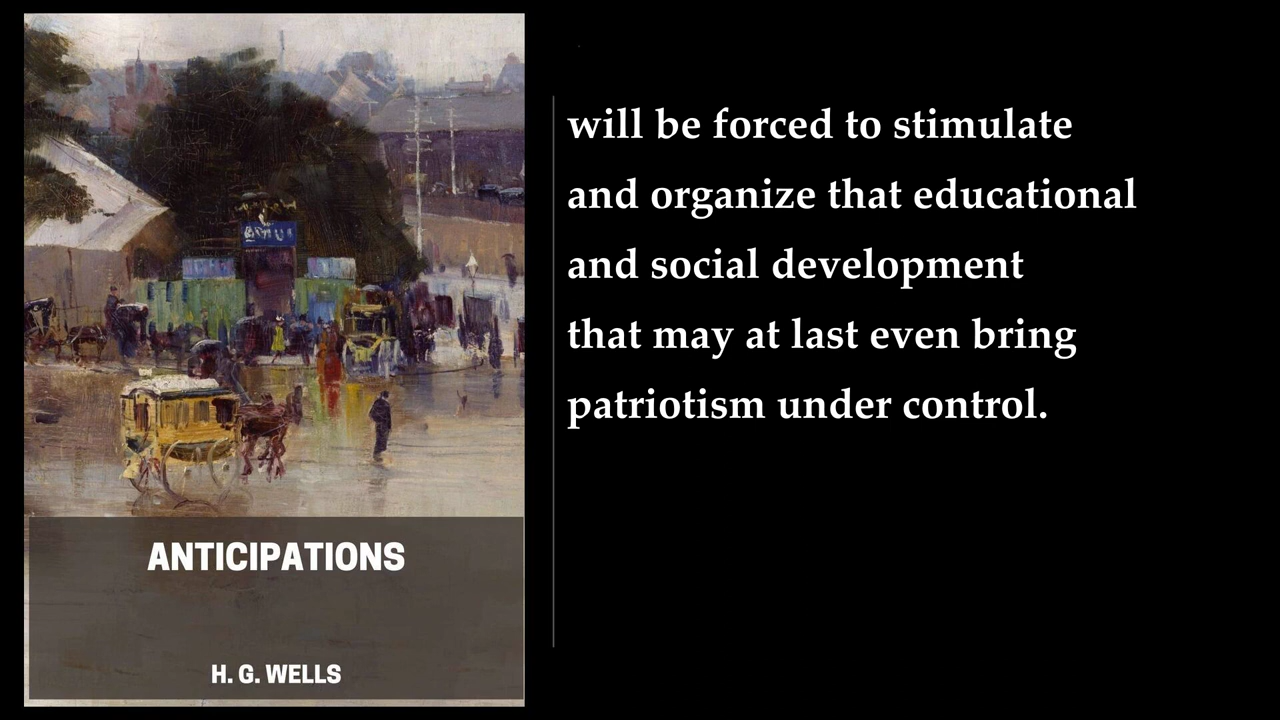 ANTICIPATIONS
H. G. WELLS
will be forced to stimulate
and organize that educational
and social development
that may at last even bring
patriotism under control.